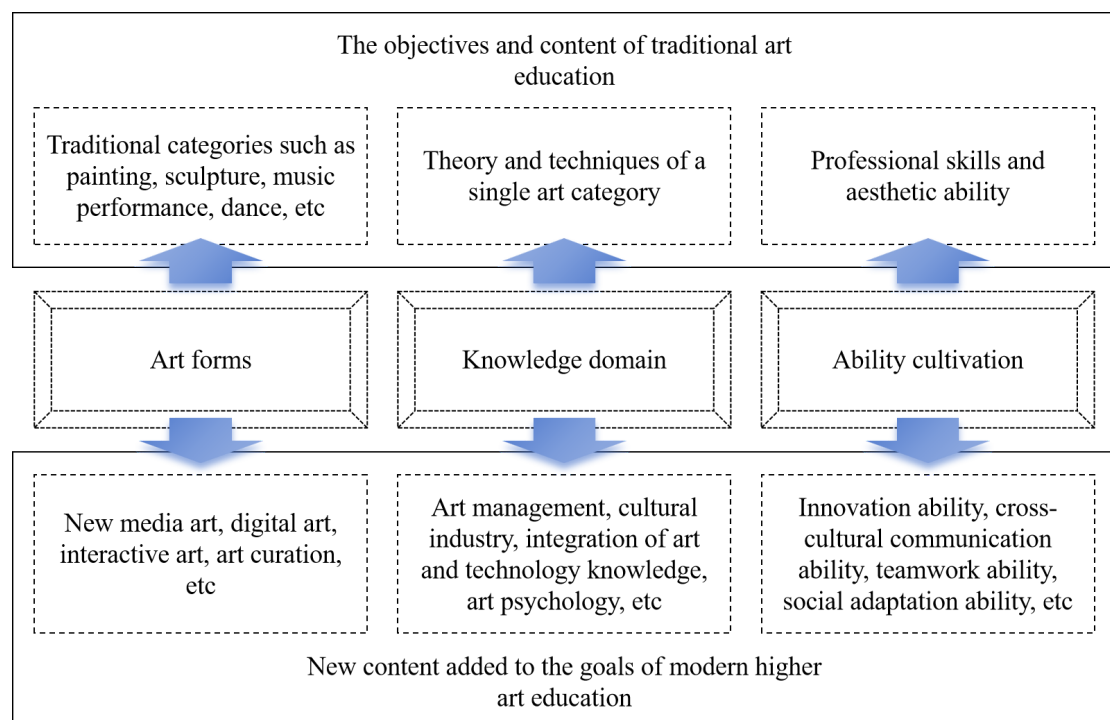 The objectives and content of traditional art
education
Traditional categories such as
painting, sculpture, music
performance, dance, etc
Theory and techniques of a
single art category
Professional skills and
aesthetic ability
Art forms
Knowledge domain
Ability cultivation
New media art, digital art,
interactive art, art curation,
etc
Art management, cultural
industry, integration of art
and technology knowledge,
art psychology, etc
Innovation ability, cross-
cultural communication
ability, teamwork ability,
social adaptation ability, etc
New content added to the goals of modern higher
art education